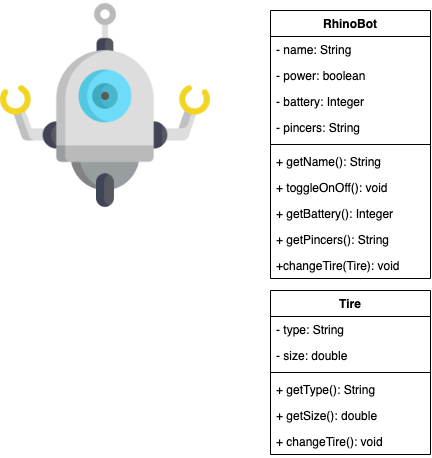 RhinoBot
- name: String
- power: boolean
- battery: Integer
- pincers: String
+ getName(): String
+ toggleOnOff(): void
+ getBattery(): Integer
+ getPincers(): String
+changeTire(Tire): void
Tire
- type: String
- size: double
+ getType(): String
+ getSize(): double
+ changeTire(): void